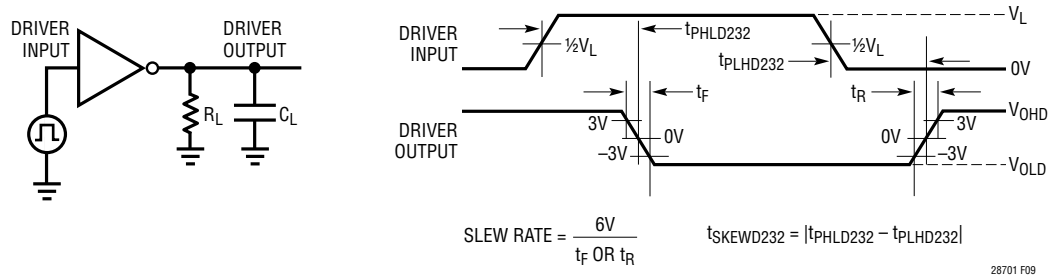 DRIVER
INPUT
DRIVER
OUTPUT
RL
CL
DRIVER
INPUT
½VL
tPHLD232
½VL
tPLHD232
VL
0V
DRIVER
OUTPUT
tF
3V
0V
–3V
tR
0V
3V
–3V
VOHD
VOLD
SLEW RATE = 6V
tF OR tR
tSKEWD232 = |tPHLD232 – tPLHD232|
28701 F09